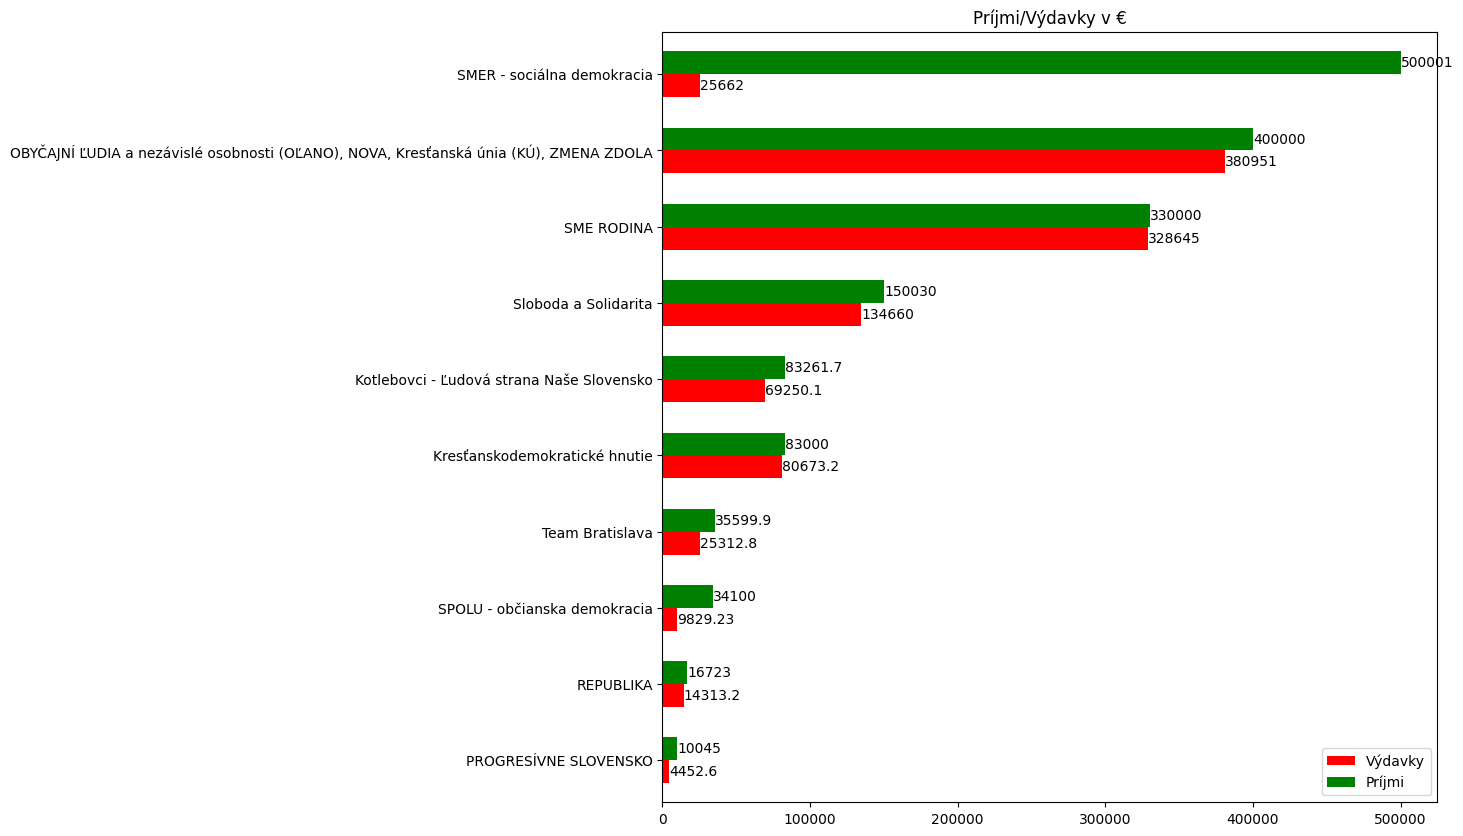 Príjmi/Výdavky v €
SMER - sociálna demokracia
500001
25662
OBYČAJNÍ ĽUDIA a nezávislé osobnosti (OĽANO), NOVA, Kresťanská únia (KÚ), ZMENA ZDOLA
400000
380951
SME RODINA
330000
328645
Sloboda a Solidarita
150030
134660
Kotlebovci - Ľudová strana Naše Slovensko
83261.7
69250.1
Kresťanskodemokratické hnutie
83000
80673.2
Team Bratislava
35599.9
25312.8
SPOLU - občianska demokracia
34100
9829.23
REPUBLIKA
16723
14313.2
PROGRESÍVNE SLOVENSKO
10045
4452.6
Výdavky
Príjmi
0 100000 200000 300000 400000 500000